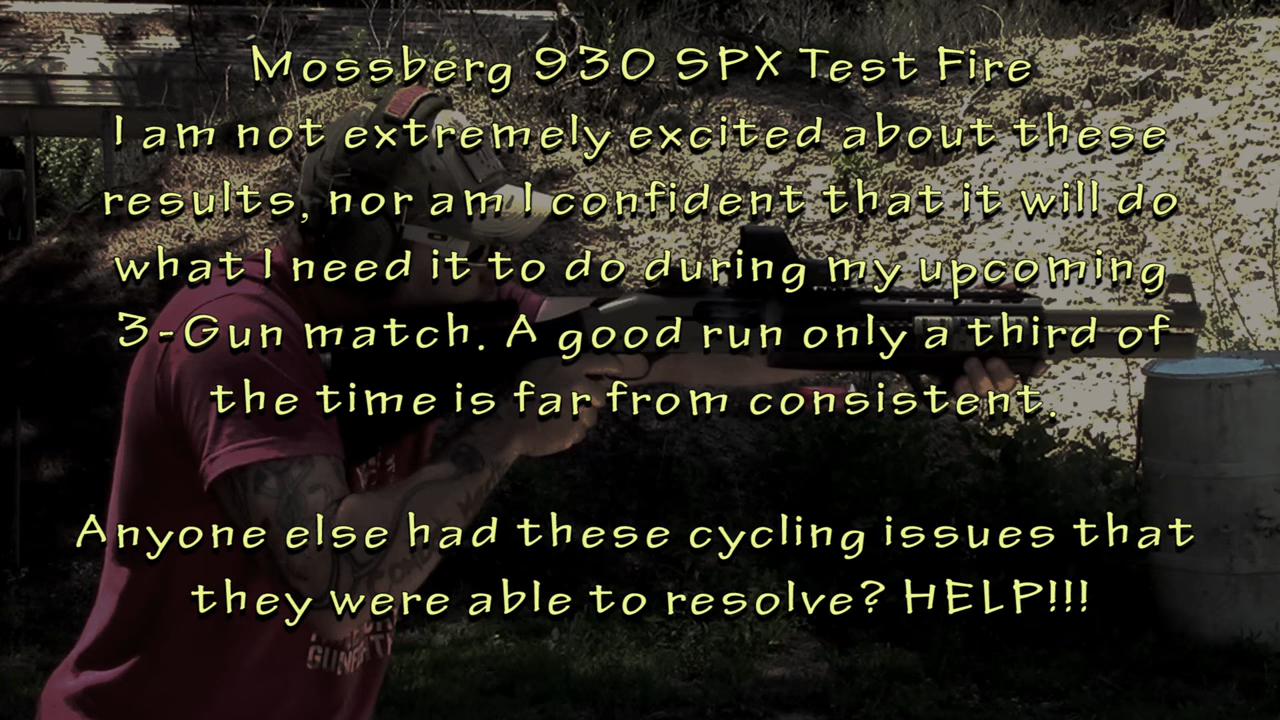 Mossberg 930 SPX Test Fire
I am not extremely excited about these
results, nor am I confident that it will do
what I need it to do during my upcoming
3-Gun match. A good run only a third of
the time is far from consistent.
Anyone else had these cycling issues that
they were able to resolve? HELP!!!